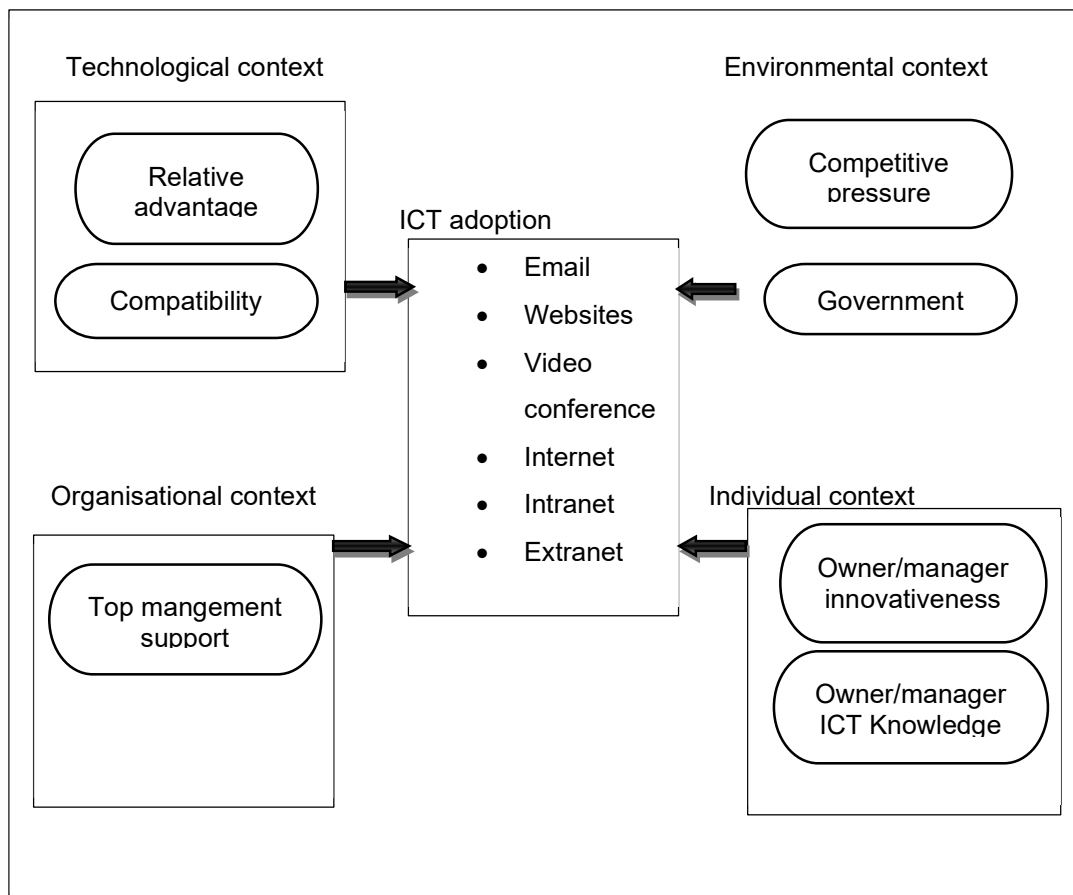 Technological context
Relative
advantage
Compatibility
Environmental context
Competitive
pressure
Government
ICT adoption
• Email
• Websites
• Video
conference
• Internet
• Intranet
• Extranet
Organisational context
Top mangement
support
Individual context
Owner/manager
innovativeness
Owner/manager
ICT Knowledge